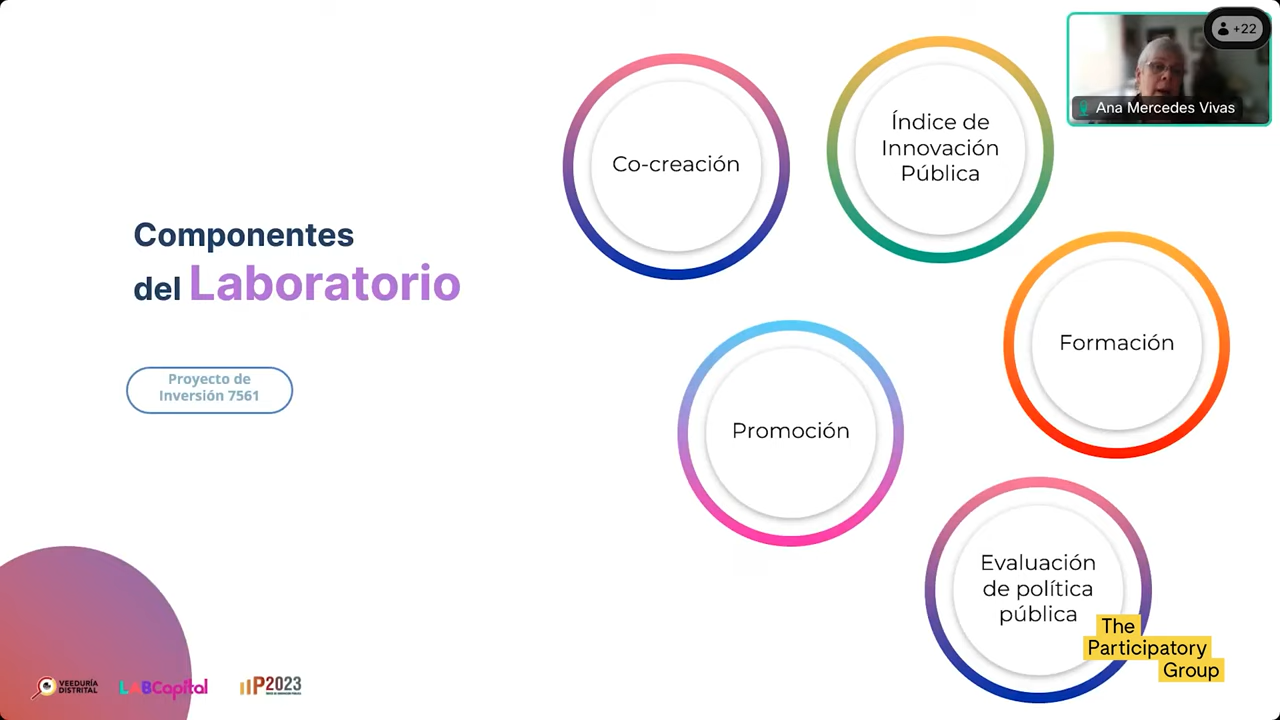 Componentes
del Laboratorio
Proyecto de
Inversión 7561
Co-creación
Índice de
Innovación
Pública
Formación
Promoción
Evaluación
de política
pública
+22
Ana Mercedes Vivas
VEEDURÍA
DISTRITAL
LABCapital
IIP2023
The
Participatory
Group